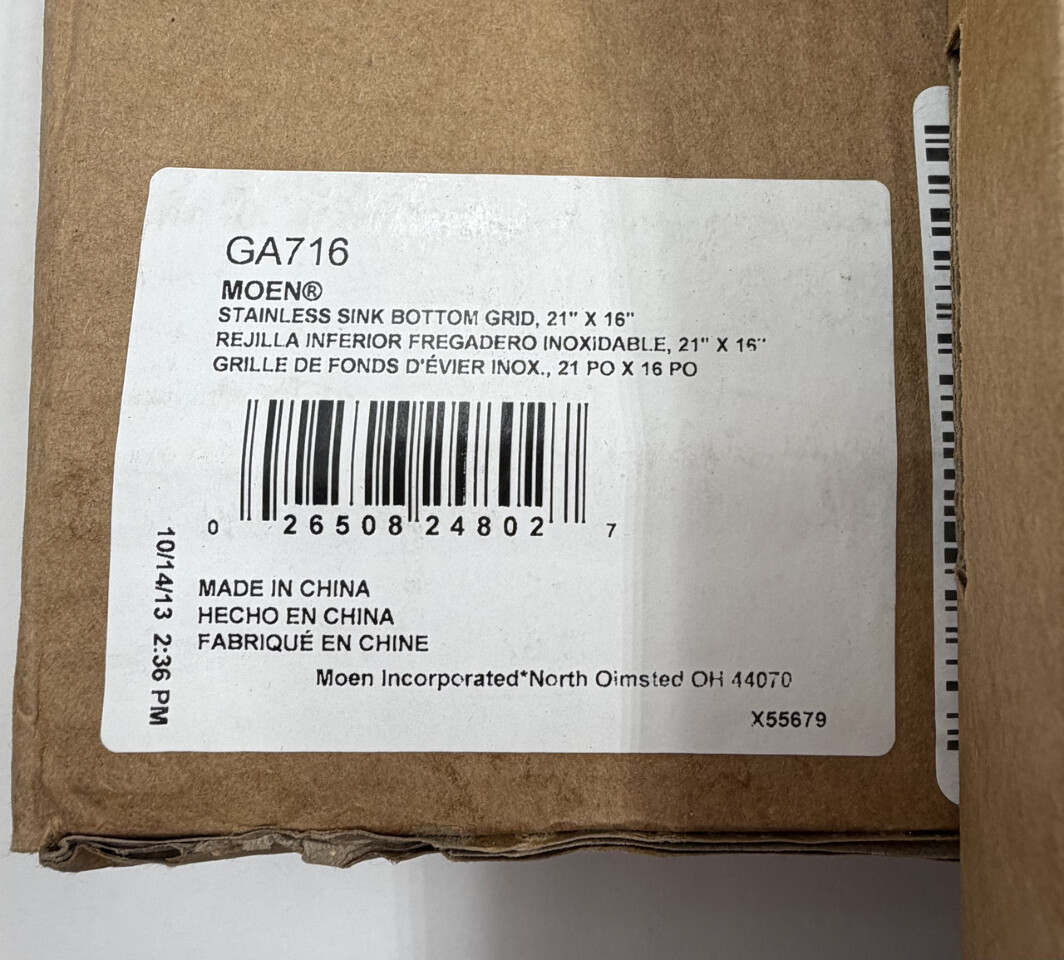 GA716
MOEN®
STAINLESS SINK BOTTOM GRID, 21" X 16"
REJILLA INFERIOR FREGADERO INOXIDABLE, 21" X 16"
GRILLE DE FONDS D'ÉVIER INOX., 21 PO X 16 PO
0 26508 24802 7
10/14/13 2:36 PM
MADE IN CHINA
HECHO EN CHINA
FABRIQUÉ EN CHINE
Moen Incorporated*North Olmsted OH 44070
X55679